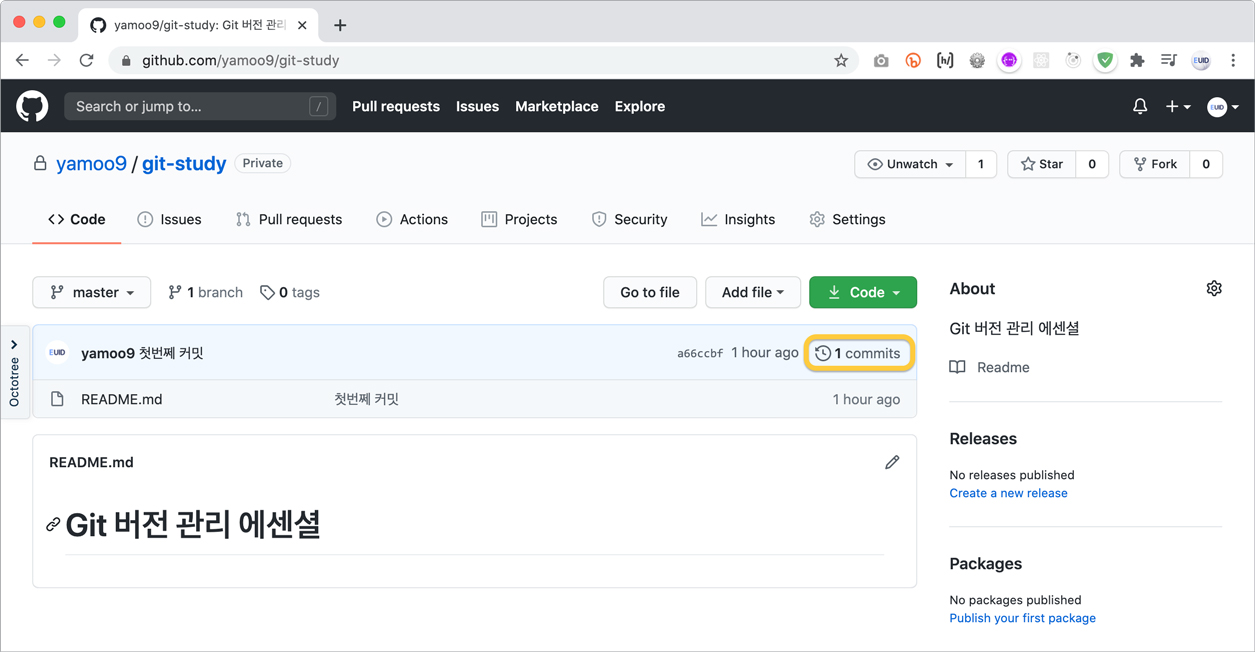 yamoo9/git-study: Git 버전 관리
github.com/yamoo9/git-study
EUID
Search or jump to... /
Pull requests Issues Marketplace Explore
EUID
yamoo9 / git-study Private
Unwatch 1 Star 0 Fork 0
Code Issues Pull requests Actions Projects Security Insights Settings
master 1 branch 0 tags Go to file Add file Code
EUID yamoo9 첫번째 커밋 a66ccbf 1 hour ago 1 commits
README.md 첫번째 커밋 1 hour ago
Octotree
README.md
Git 버전 관리 에센셜
About
Git 버전 관리 에센셜
Readme
Releases
No releases published
Create a new release
Packages
No packages published
Publish your first package